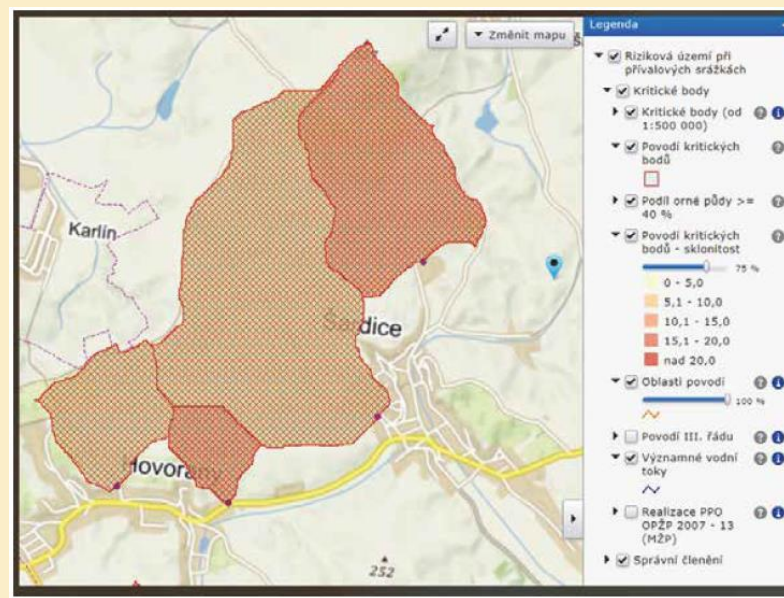 Změnit mapu
Karlín
Šardice
Hovorany
252
Legenda
Riziková území při
přívalových srážkách
Kritické body
Kritické body (od
1:500 000)
Povodí kritických
bodů
Podíl orné půdy >=
40 %
Povodí kritických
bodů - sklonitost
75 %
0 - 5,0
5,1 - 10,0
10,1 - 15,0
15,1 - 20,0
nad 20,0
Oblasti povodí
100 %
Povodí III. řádu
Významné vodní
toky
Realizace PPO
OPŽP 2007 - 13
(MŽP)
Správní členění